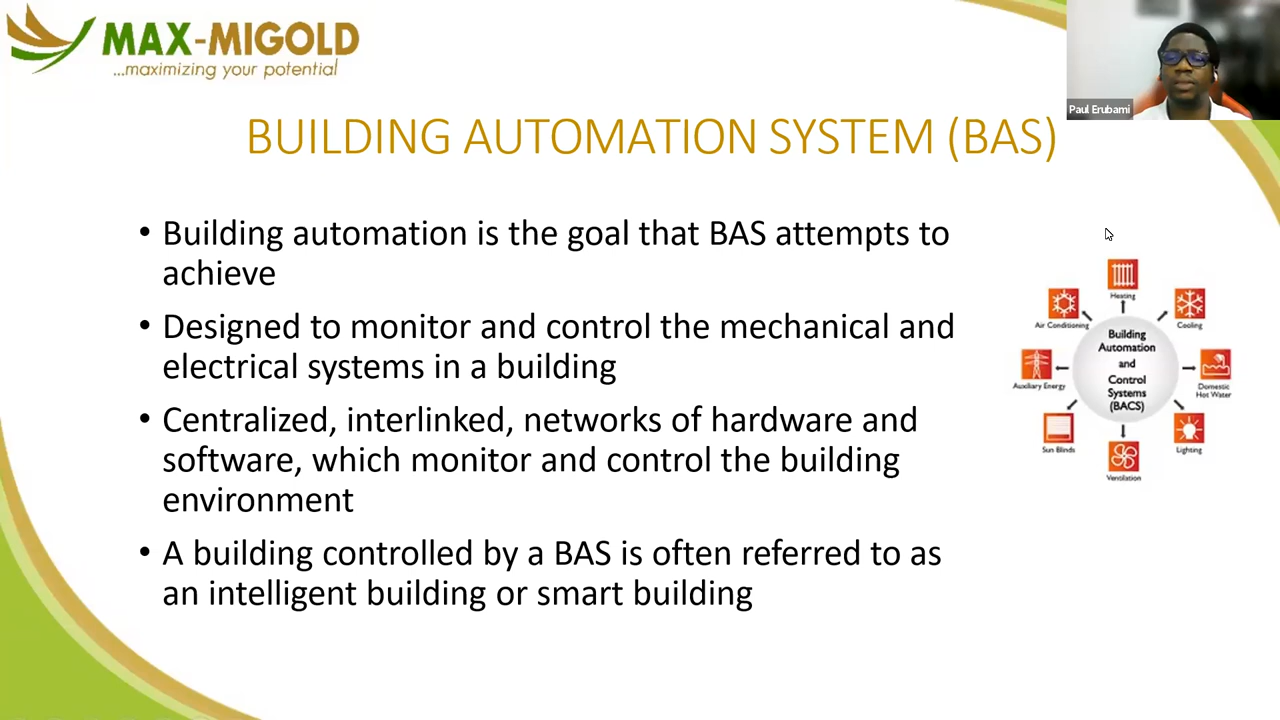 MAX-MIGOLD
...maximizing your potential
Paul Erubami
BUILDING AUTOMATION SYSTEM (BAS)
• Building automation is the goal that BAS attempts to
achieve
• Designed to monitor and control the mechanical and
electrical systems in a building
• Centralized, interlinked, networks of hardware and
software, which monitor and control the building
environment
• A building controlled by a BAS is often referred to as
an intelligent building or smart building
Heating
Air Conditioning
Cooling
Building
Automation
and
Control
Systems
(BACS)
Auxiliary Energy
Domestic
Hot Water
Sun Blinds
Lighting
Ventilation